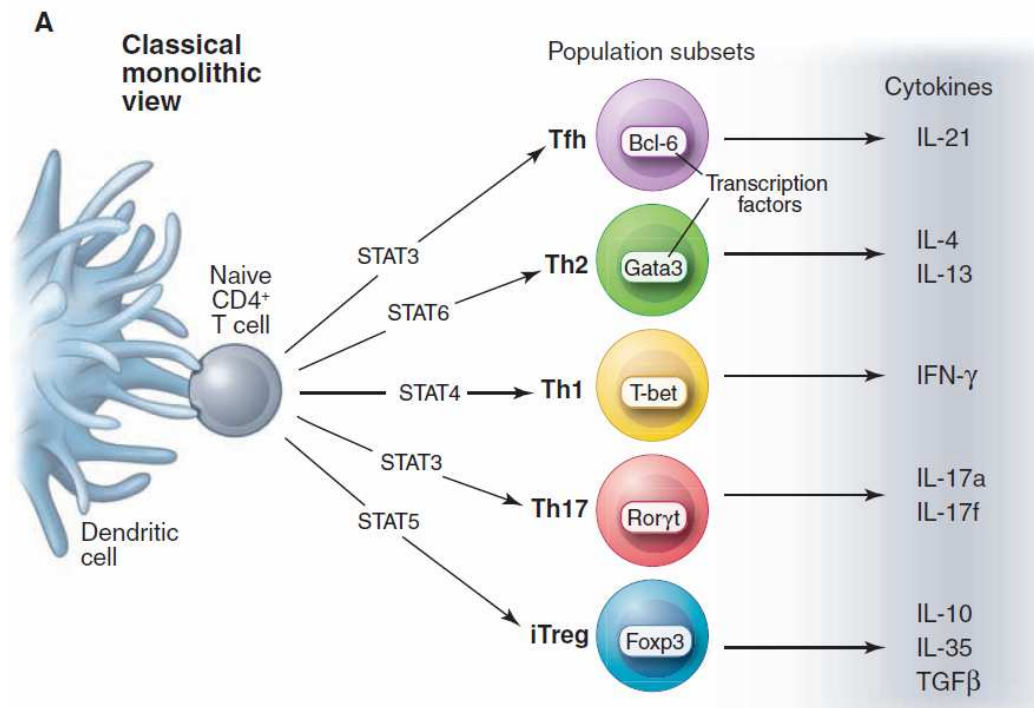 A
Classical
monolithic
view
Population subsets
Cytokines
Tfh
Bcl-6
IL-21
Transcription
factors
STAT3
Th2
Gata3
IL-4
IL-13
Naive
CD4⁺
T cell
STAT6
STAT4
Th1
T-bet
IFN-γ
STAT3
Th17
Rorγt
IL-17a
IL-17f
STAT5
Dendritic
cell
iTreg
Foxp3
IL-10
IL-35
TGFβ